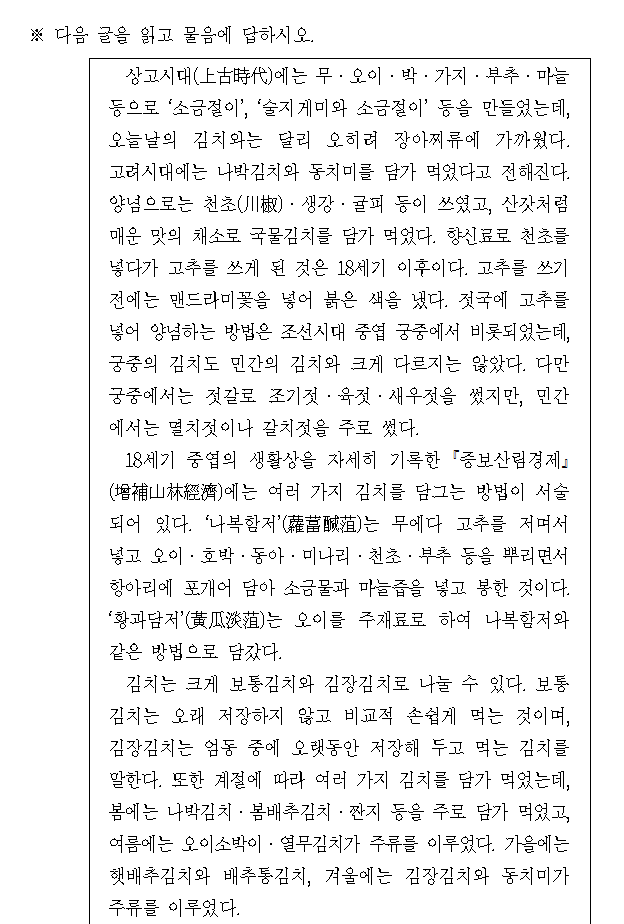 ※ 다음 글을 읽고 물음에 답하시오.
상고시대(上古時代)에는 무 · 오이 · 박 · 가지 · 부추 · 마늘
등으로 ‘소금절이’, ‘술지게미와 소금절이’ 등을 만들었는데,
오늘날의 김치와는 달리 오히려 장아찌류에 가까웠다.
고려시대에는 나박김치와 동치미를 담가 먹었다고 전해진다.
양념으로는 천초(川椒) · 생강 · 귤피 등이 쓰였고, 산갓처럼
매운 맛의 채소로 국물김치를 담가 먹었다. 향신료로 천초를
넣다가 고추를 쓰게 된 것은 18세기 이후이다. 고추를 쓰기
전에는 맨드라미꽃을 넣어 붉은 색을 냈다. 젓국에 고추를
넣어 양념하는 방법은 조선시대 중엽 궁중에서 비롯되었는데,
궁중의 김치도 민간의 김치와 크게 다르지는 않았다. 다만
궁중에서는 젓갈로 조기젓 · 육젓 · 새우젓을 썼지만, 민간
에서는 멸치젓이나 갈치젓을 주로 썼다.
18세기 중엽의 생활상을 자세히 기록한 『증보산림경제』
(增補山林經濟)에는 여러 가지 김치를 담그는 방법이 서술
되어 있다. ‘나복함저’(蘿葍醎菹)는 무에다 고추를 저며서
넣고 오이 · 호박 · 동아 · 미나리 · 천초 · 부추 등을 뿌리면서
항아리에 포개어 담아 소금물과 마늘즙을 넣고 봉한 것이다.
‘황과담저’(黃瓜淡菹)는 오이를 주재료로 하여 나복함저와
같은 방법으로 담갔다.
김치는 크게 보통김치와 김장김치로 나눌 수 있다. 보통
김치는 오래 저장하지 않고 비교적 손쉽게 먹는 것이며,
김장김치는 엄동 중에 오랫동안 저장해 두고 먹는 김치를
말한다. 또한 계절에 따라 여러 가지 김치를 담가 먹었는데,
봄에는 나박김치 · 봄배추김치 · 짠지 등을 주로 담가 먹었고,
여름에는 오이소박이 · 열무김치가 주류를 이루었다. 가을에는
햇배추김치와 배추통김치, 겨울에는 김장김치와 동치미가
주류를 이루었다.